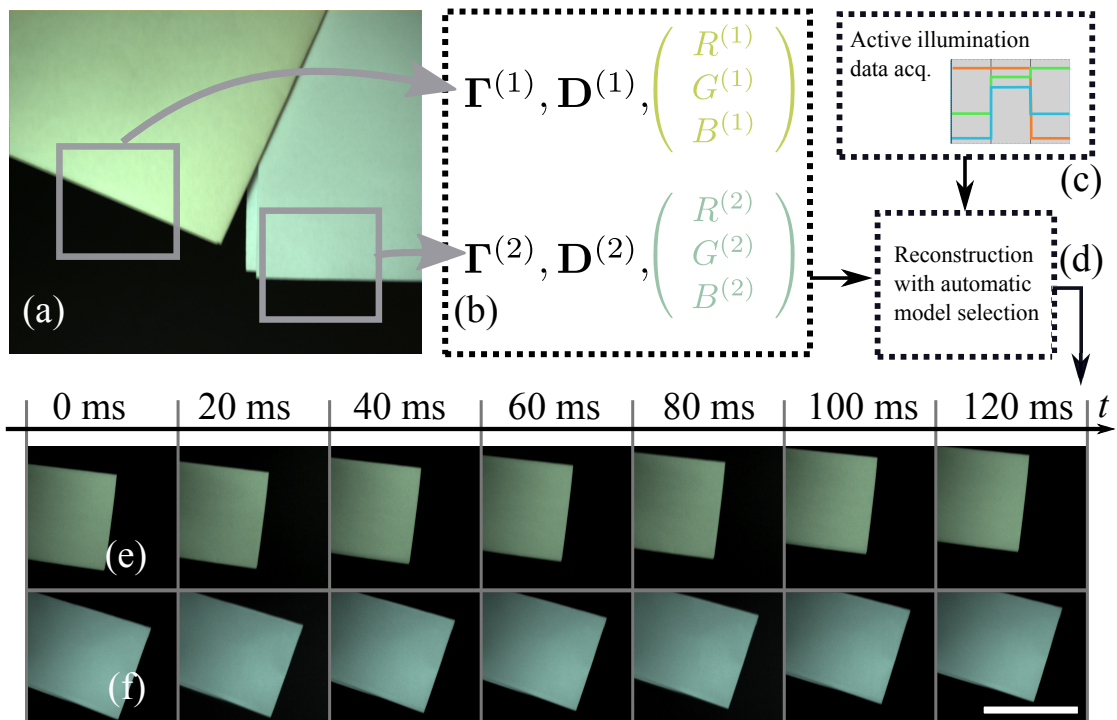 (a)
(b)
𝚪⁽¹⁾, 𝐃⁽¹⁾,
R⁽¹⁾
G⁽¹⁾
B⁽¹⁾
𝚪⁽²⁾, 𝐃⁽²⁾,
R⁽²⁾
G⁽²⁾
B⁽²⁾
Active illumination
data acq.
(c)
Reconstruction
with automatic
model selection
(d)
0 ms 20 ms 40 ms 60 ms 80 ms 100 ms 120 ms t
(e)
(f)